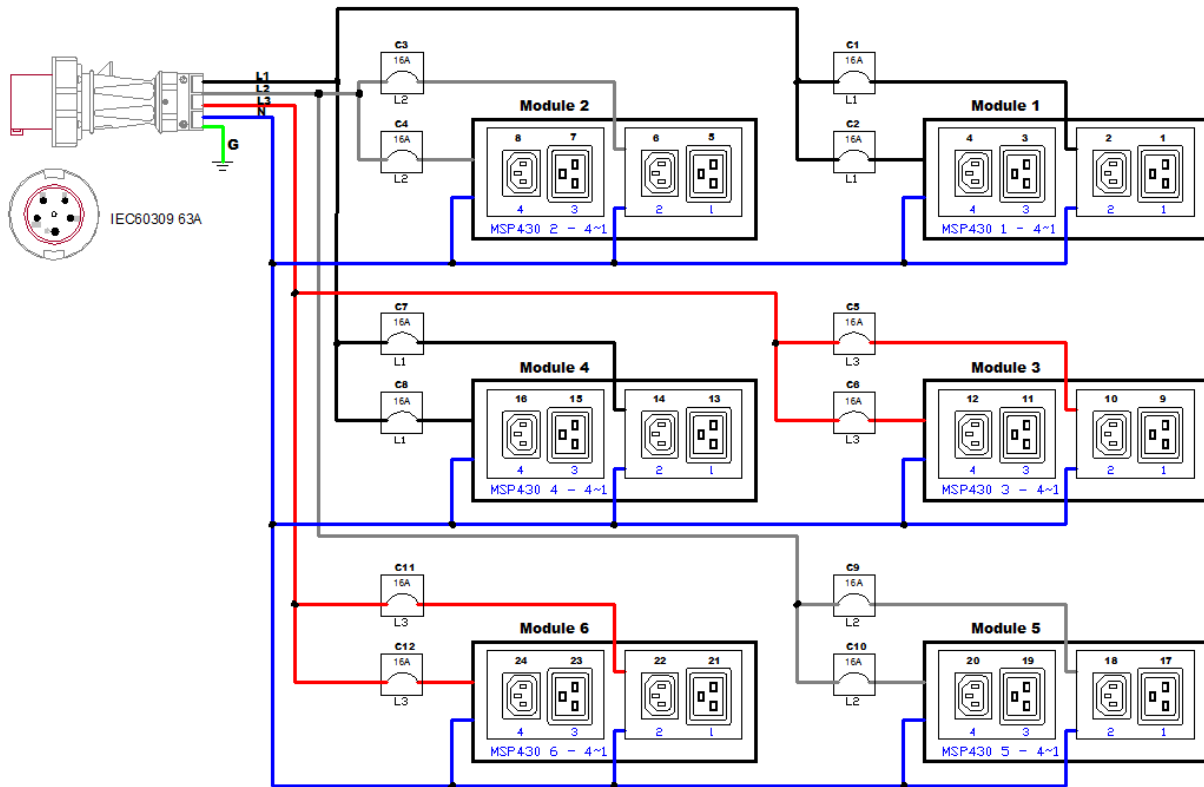 L1
L2
L3
N
G
IEC60309 63A
C3
16A
L2
C4
16A
L2
Module 2
8 7 6 5
4 3 2 1
MSP430 2 - 4~1
C1
16A
L1
C2
16A
L1
Module 1
4 3 2 1
4 3 2 1
MSP430 1 - 4~1
C7
16A
L1
C8
16A
L1
Module 4
16 15 14 13
4 3 2 1
MSP430 4 - 4~1
C5
16A
L3
C6
16A
L3
Module 3
12 11 10 9
4 3 2 1
MSP430 3 - 4~1
C11
16A
L3
C12
16A
L3
Module 6
24 23 22 21
4 3 2 1
MSP430 6 - 4~1
C9
16A
L2
C10
16A
L2
Module 5
20 19 18 17
4 3 2 1
MSP430 5 - 4~1